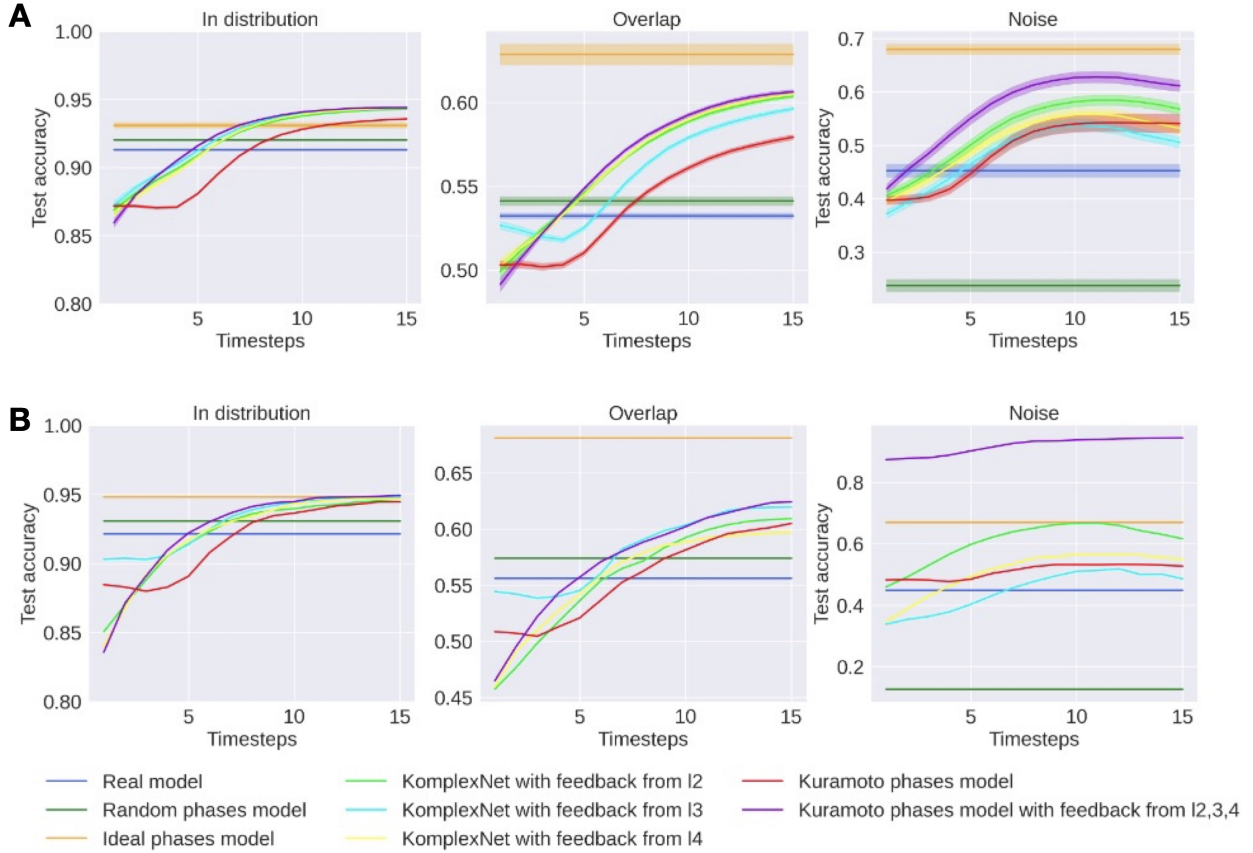 A
In distribution
Overlap
Noise
Test accuracy
1.00
0.95
0.90
0.85
0.80
5
10
15
Timesteps
Test accuracy
0.60
0.55
0.50
5
10
15
Timesteps
Test accuracy
0.7
0.6
0.5
0.4
0.3
5
10
15
Timesteps
B
In distribution
Overlap
Noise
Test accuracy
1.00
0.95
0.90
0.85
0.80
5
10
15
Timesteps
Test accuracy
0.65
0.60
0.55
0.50
0.45
5
10
15
Timesteps
Test accuracy
0.8
0.6
0.4
0.2
5
10
15
Timesteps
Real model
Random phases model
Ideal phases model
KomplexNet with feedback from l2
KomplexNet with feedback from l3
KomplexNet with feedback from l4
Kuramoto phases model
Kuramoto phases model with feedback from l2,3,4